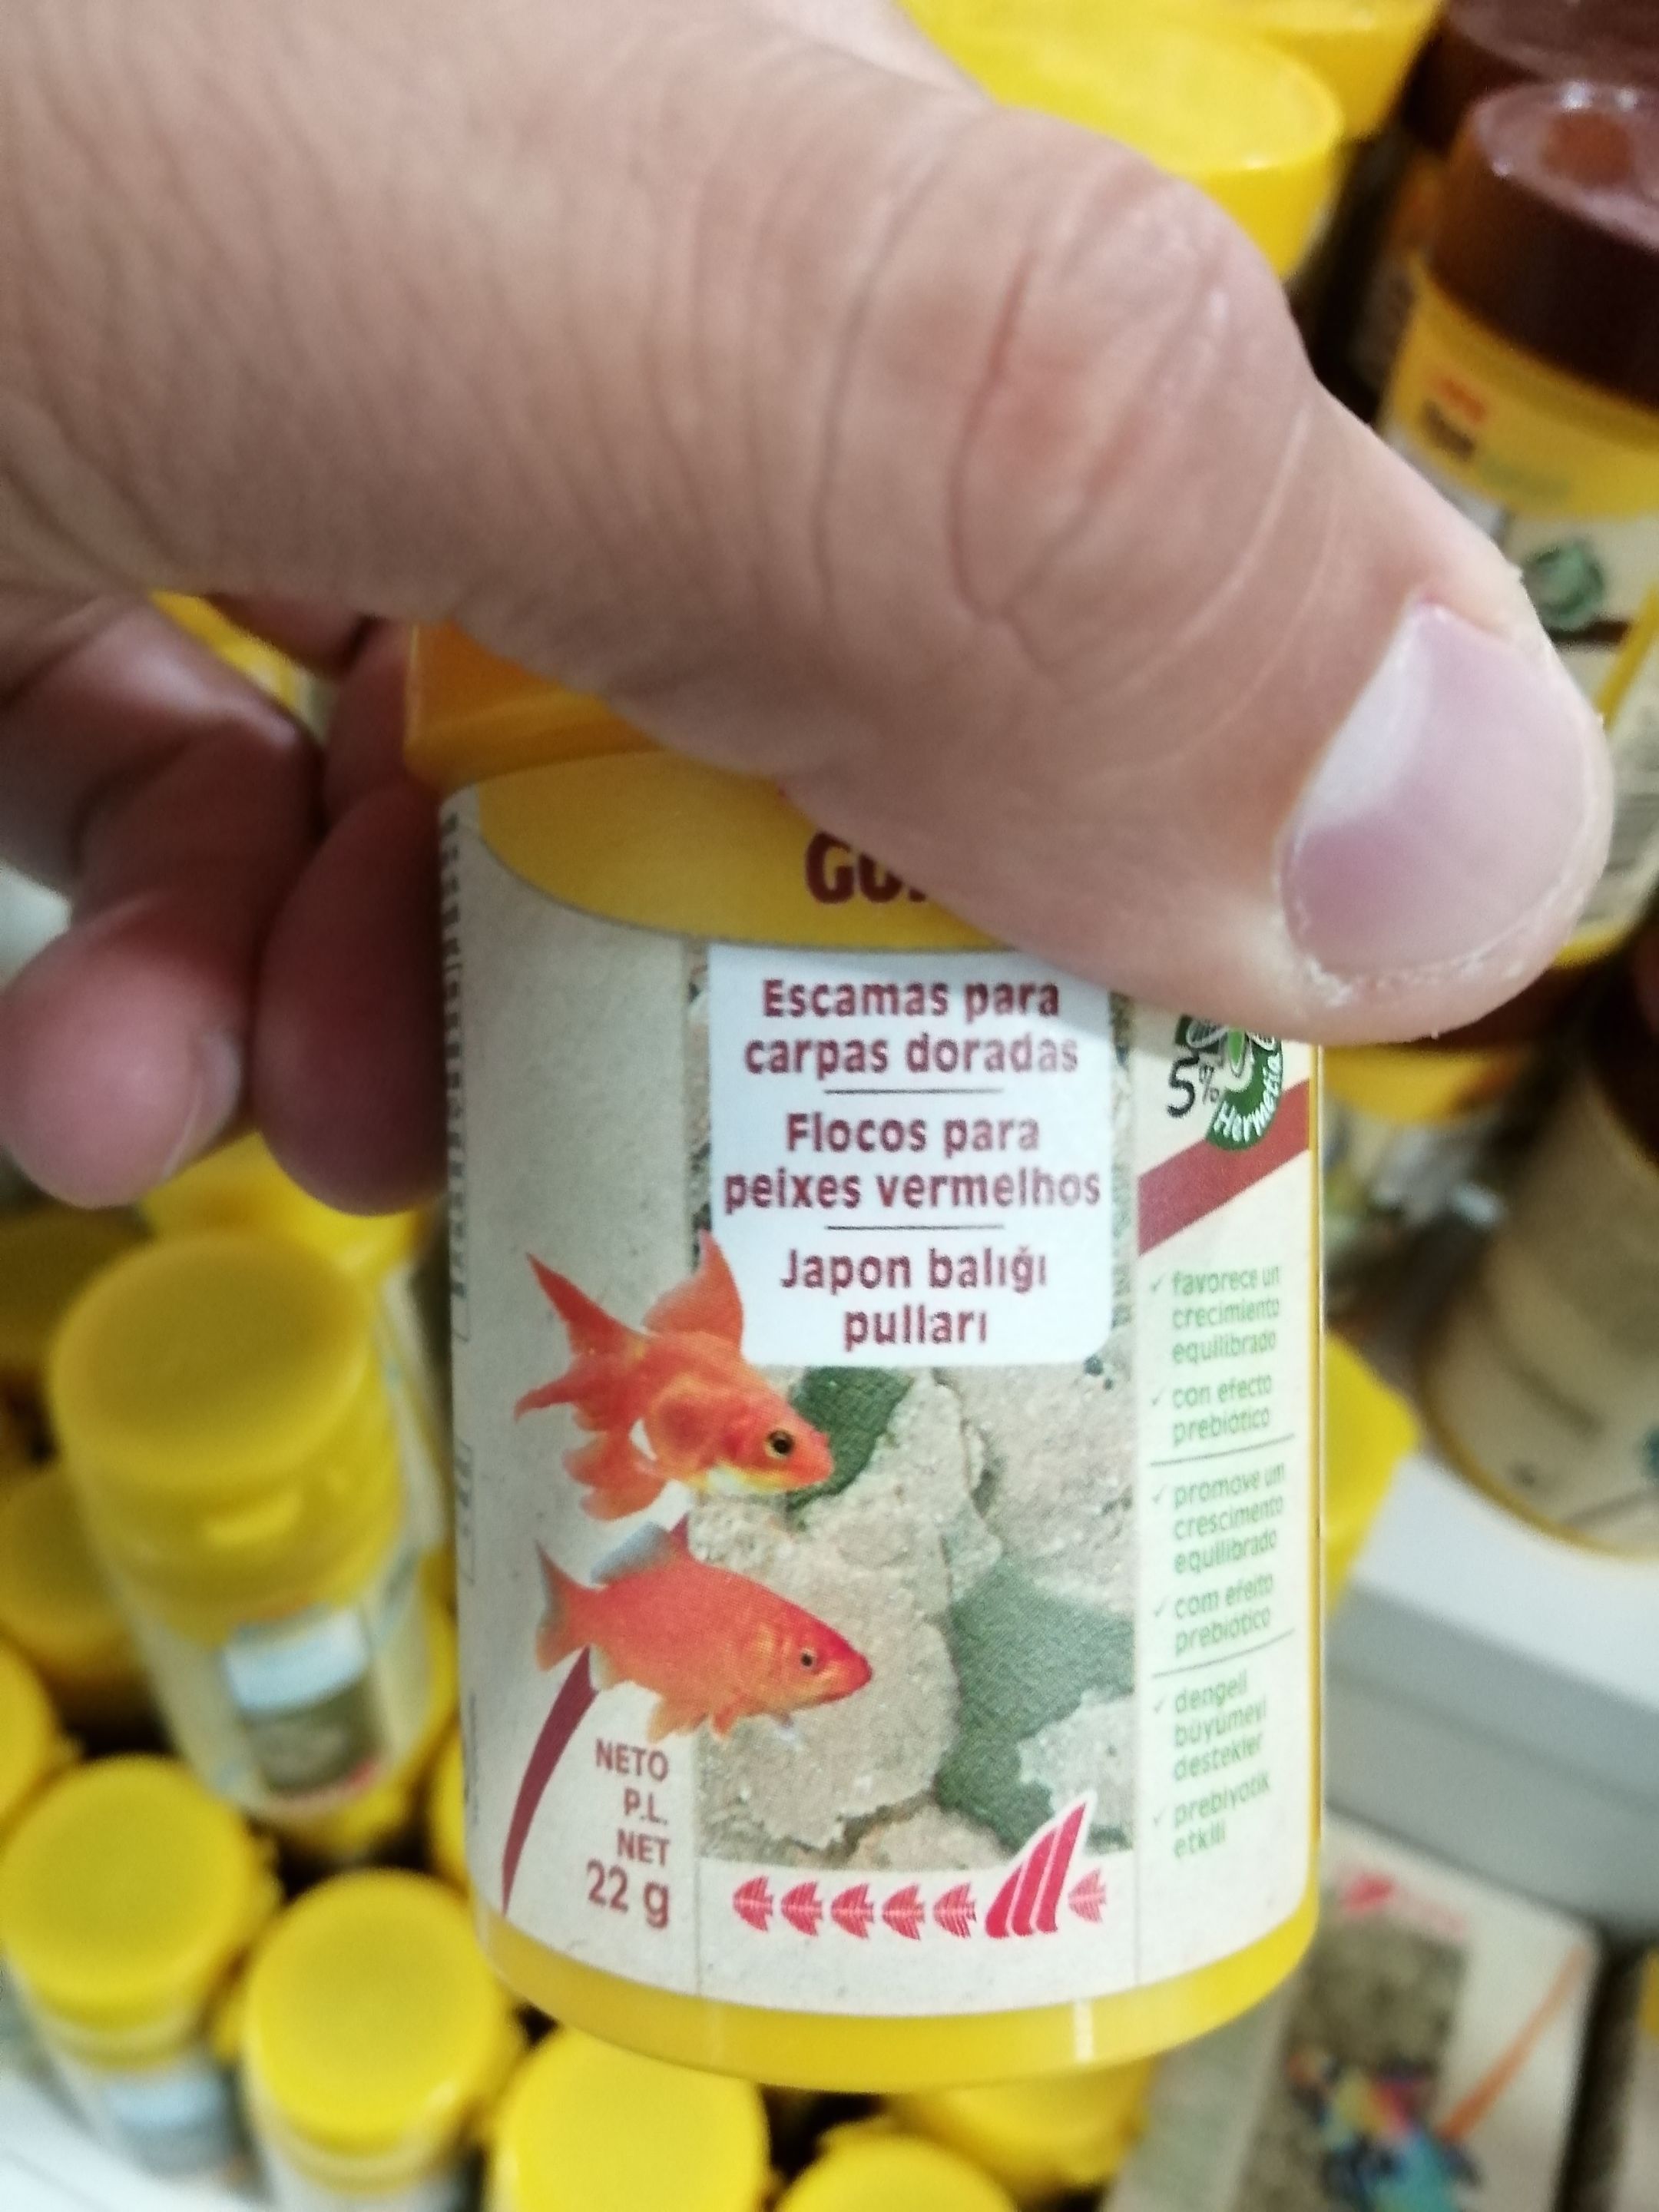 Escamas para
carpas doradas
Flocos para
peixes vermelhos
Japon balığı
pulları
5%
Hermetia
✓ favorece un
crecimiento
equilibrado
✓ con efecto
prebiótico
✓ promove um
crescimento
equilibrado
✓ com efeito
prebiótico
✓ dengeli
büyümeyi
destekler
✓ prebiyotik
etkili
NETO
P.L.
NET
22 g